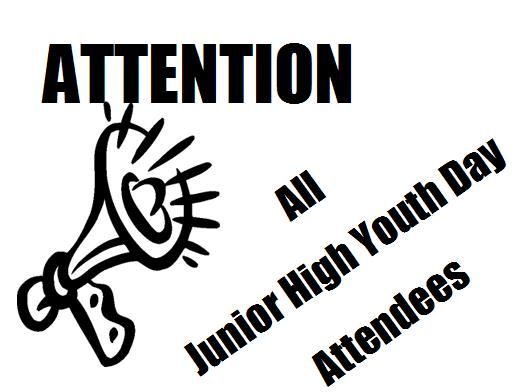 ATTENTION
All
Junior High Youth Day
Attendees